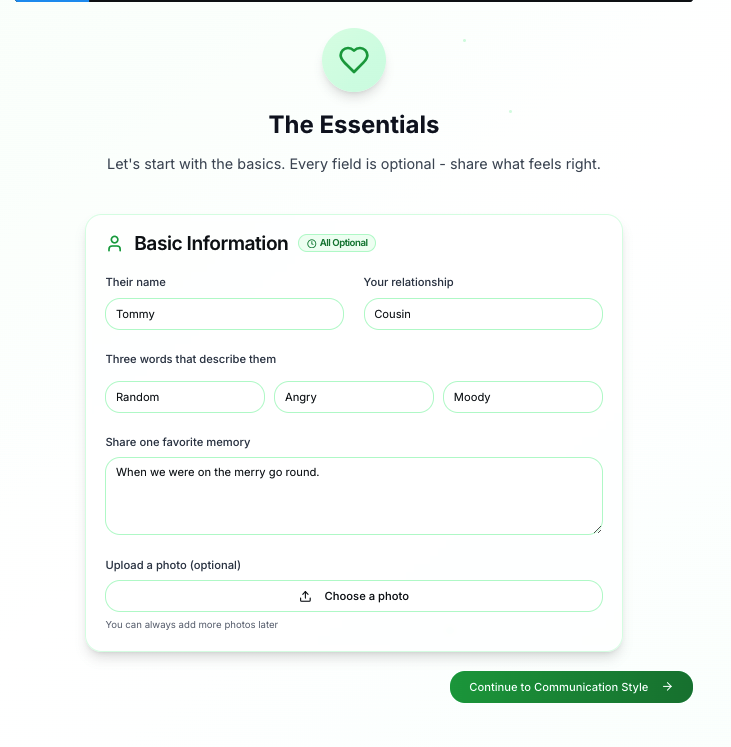 The Essentials
Let's start with the basics. Every field is optional - share what feels right.
Basic Information All Optional
Their name Your relationship
Tommy Cousin
Three words that describe them
Random Angry Moody
Share one favorite memory
When we were on the merry go round.
Upload a photo (optional)
Choose a photo
You can always add more photos later
Continue to Communication Style